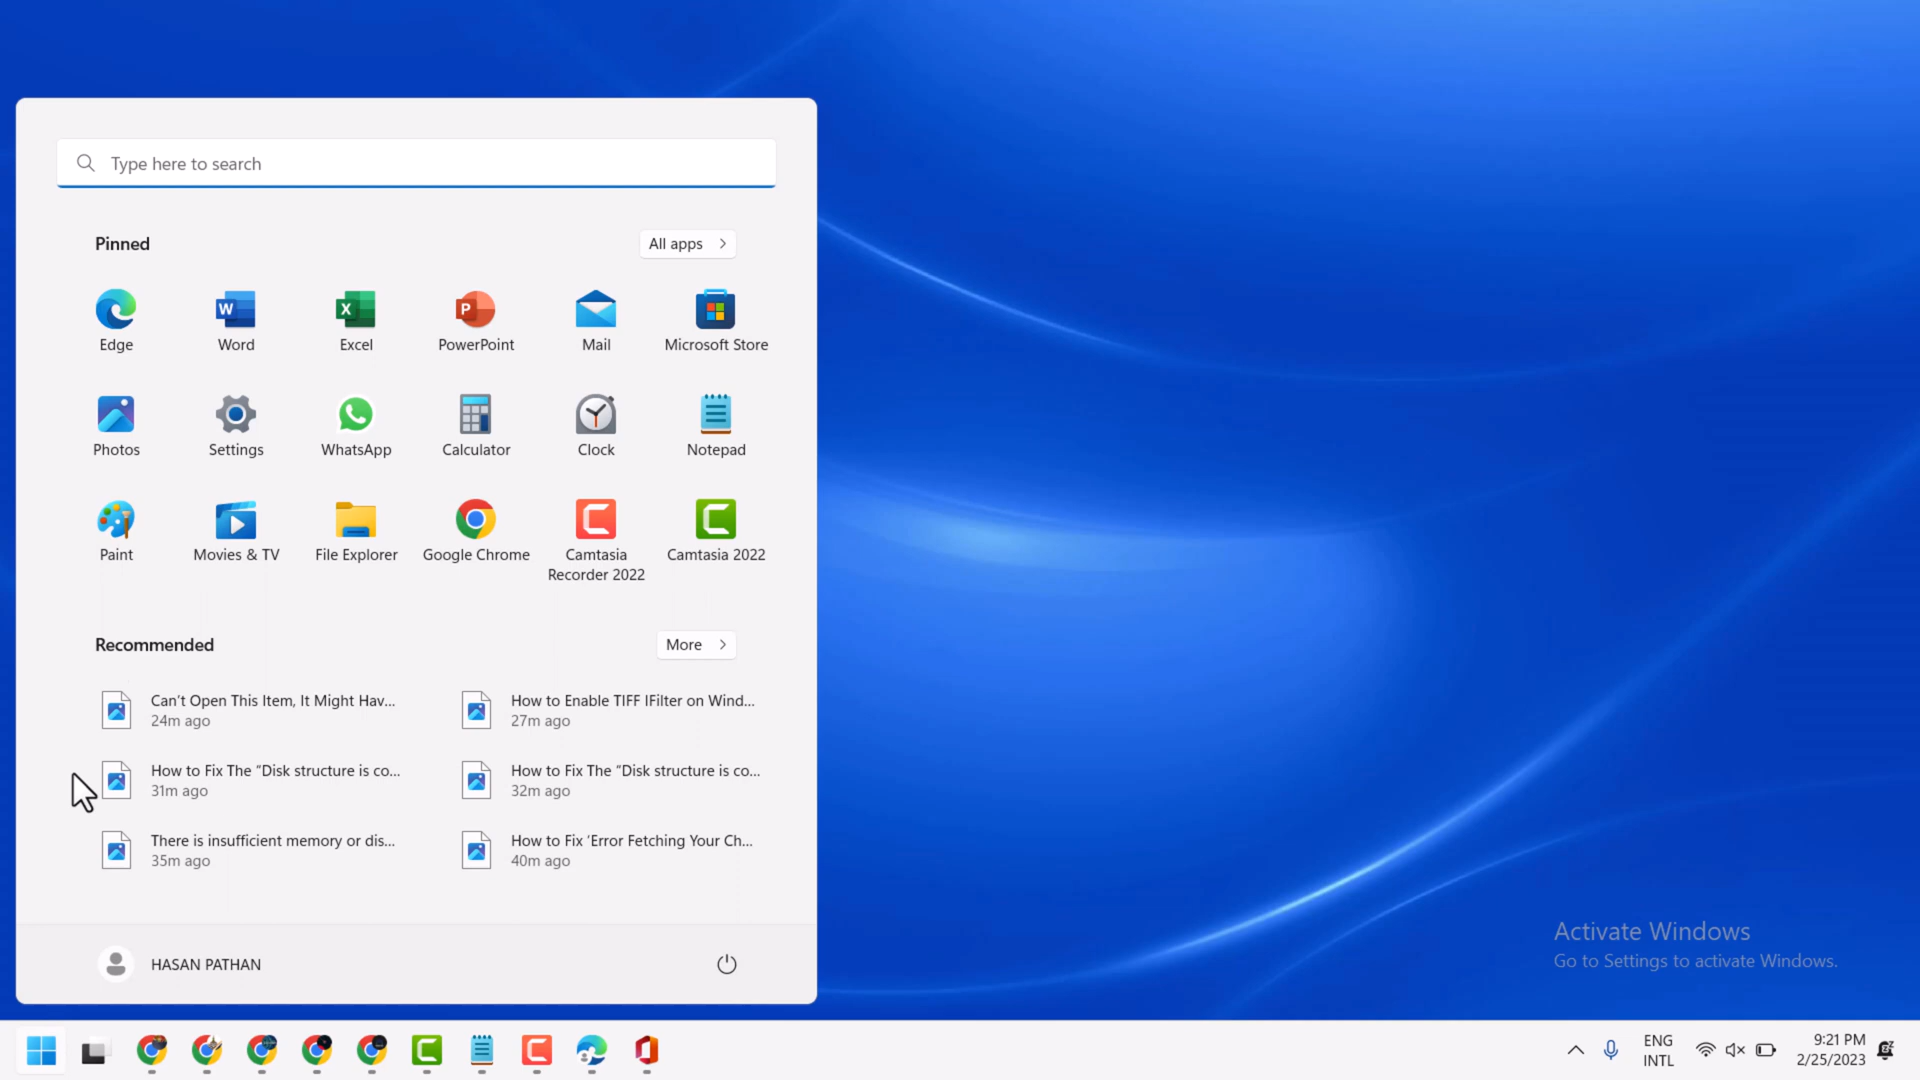 Type here to search
Pinned
All apps
Edge
Word
Excel
PowerPoint
Mail
Microsoft Store
Photos
Settings
WhatsApp
Calculator
Clock
Notepad
Paint
Movies & TV
File Explorer
Google Chrome
Camtasia
Recorder 2022
Camtasia 2022
Recommended
More
Can't Open This Item, It Might Hav...
24m ago
How to Enable TIFF IFilter on Wind...
27m ago
How to Fix The "Disk structure is co...
31m ago
How to Fix The "Disk structure is co...
32m ago
There is insufficient memory or dis...
35m ago
How to Fix 'Error Fetching Your Ch...
40m ago
HASAN PATHAN
Activate Windows
Go to Settings to activate Windows.
ENG
INTL
9:21 PM
2/25/2023